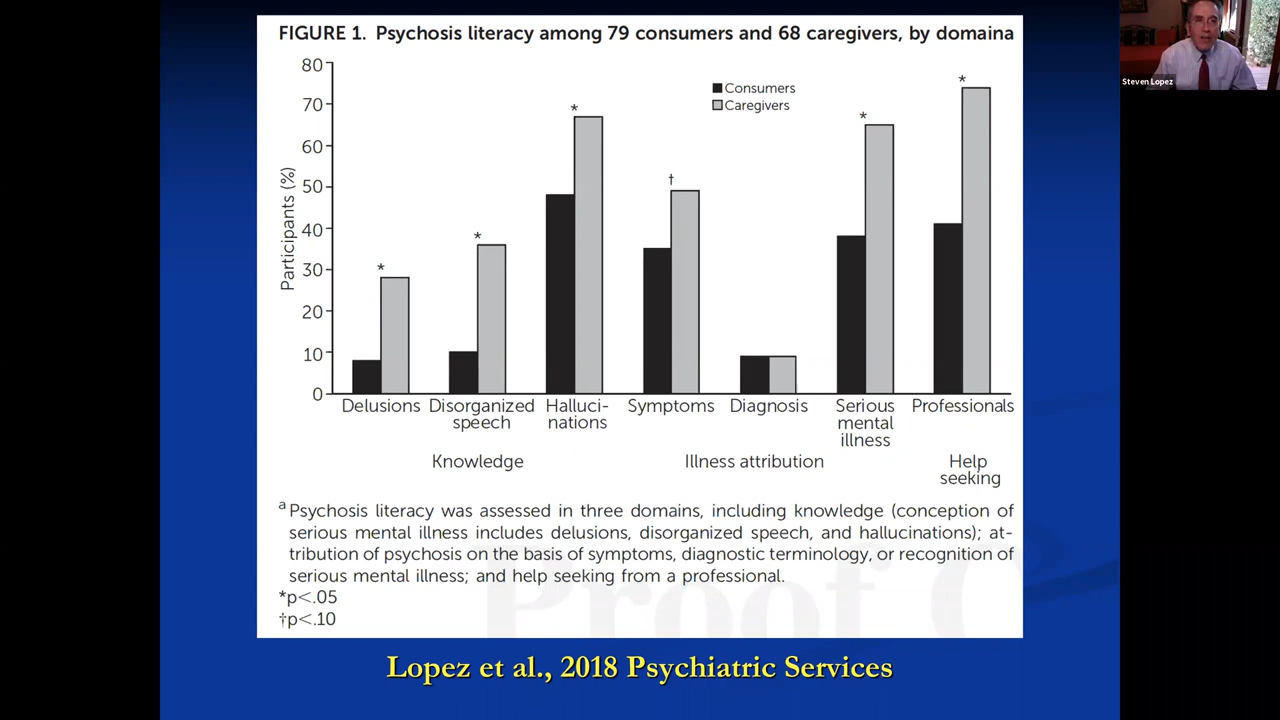 FIGURE 1. Psychosis literacy among 79 consumers and 68 caregivers, by domaina
Steven Lopez
80
70
60
50
40
30
20
10
0
Participants (%)
Consumers
Caregivers
*
*
*
†
*
*
Delusions
Disorganized
speech
Halluci-
nations
Symptoms
Diagnosis
Serious
mental
illness
Professionals
Knowledge
Illness attribution
Help
seeking
a Psychosis literacy was assessed in three domains, including knowledge (conception of
serious mental illness includes delusions, disorganized speech, and hallucinations); at-
tribution of psychosis on the basis of symptoms, diagnostic terminology, or recognition of
serious mental illness; and help seeking from a professional.
*p<.05
†p<.10
Proof C
Lopez et al., 2018 Psychiatric Services